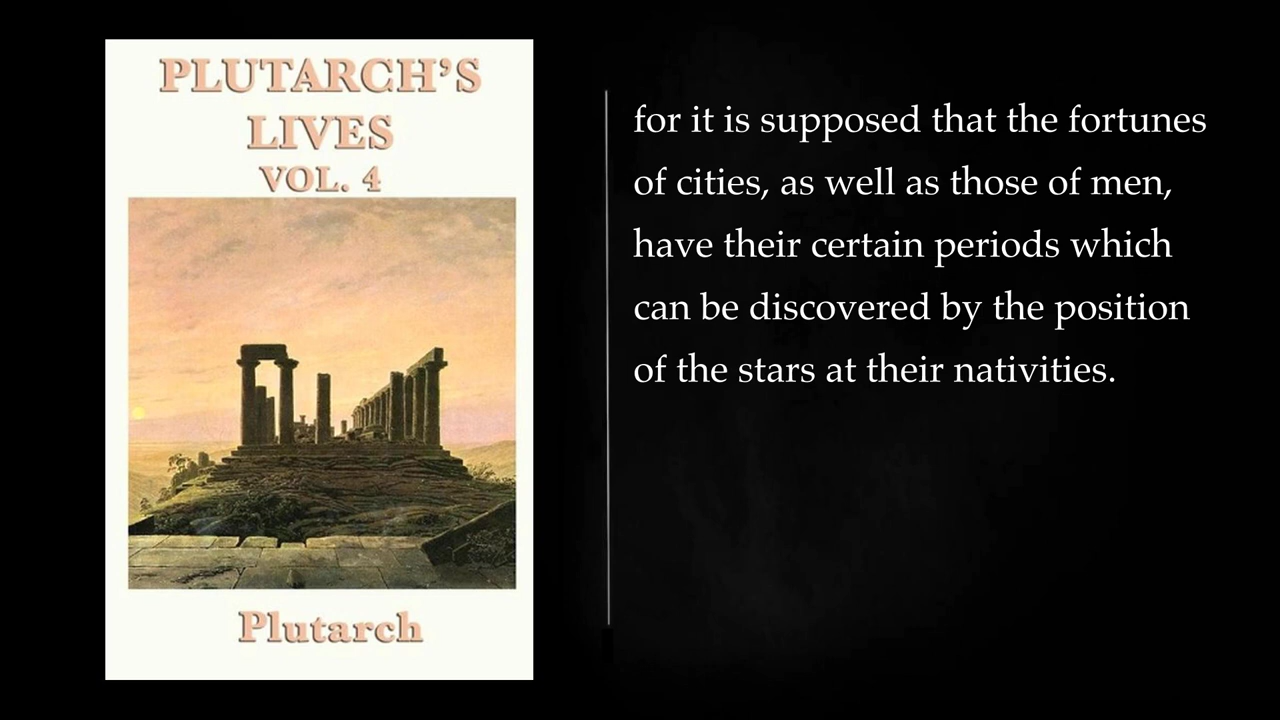 PLUTARCH'S
LIVES
VOL. 4
Plutarch
for it is supposed that the fortunes
of cities, as well as those of men,
have their certain periods which
can be discovered by the position
of the stars at their nativities.